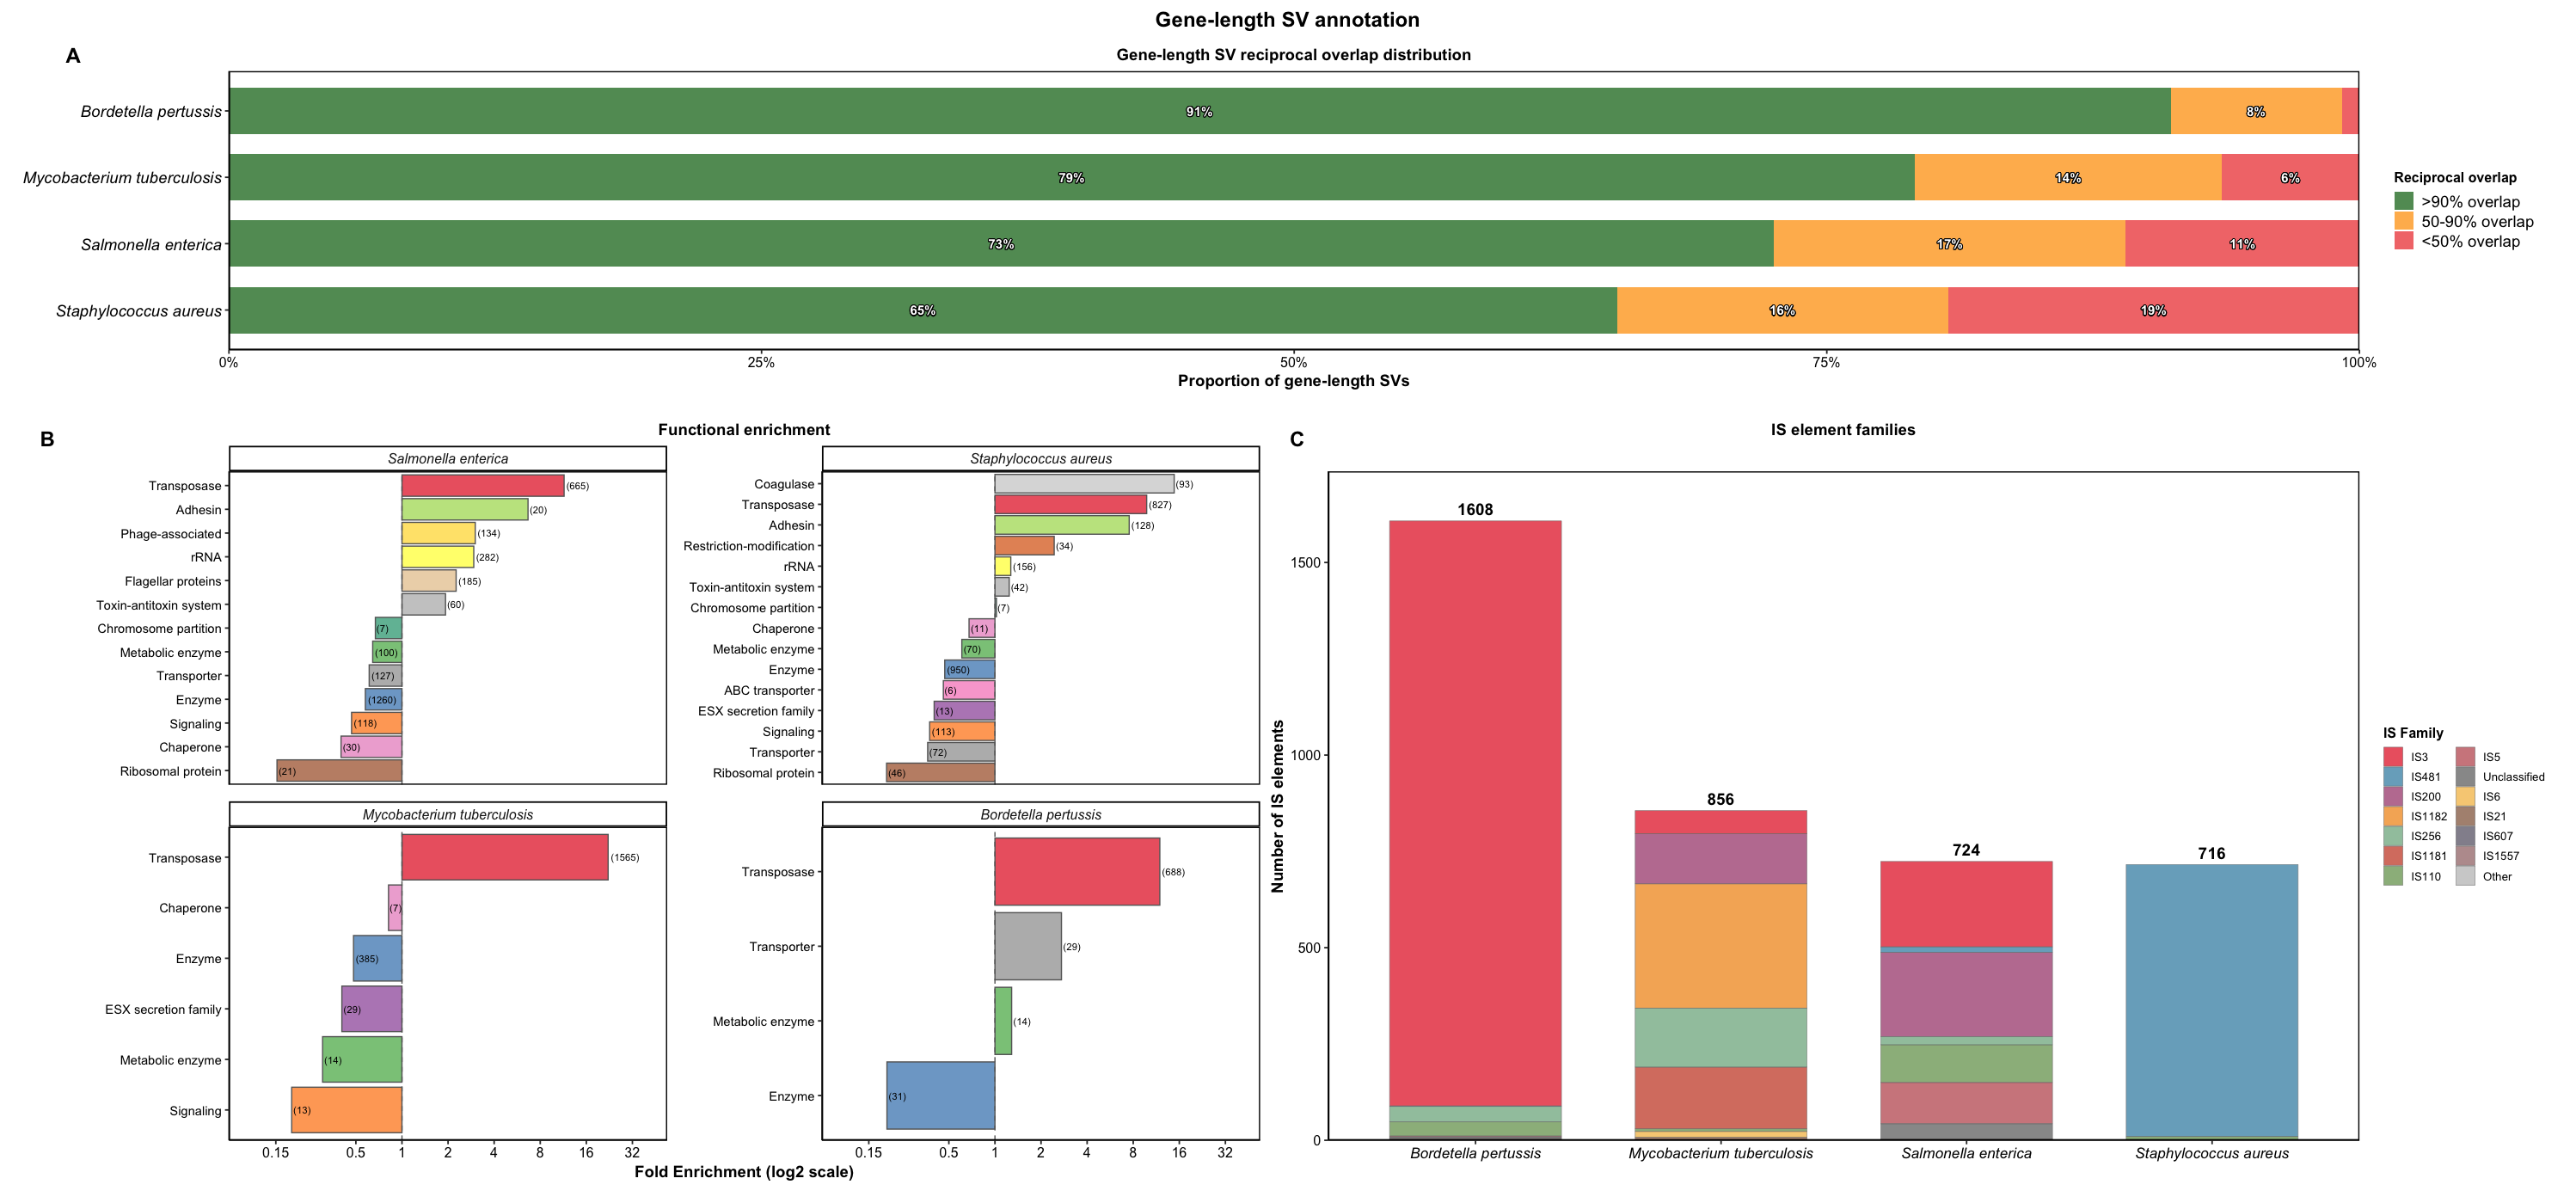 Gene-length SV annotation
A
Gene-length SV reciprocal overlap distribution
Bordetella pertussis
91%
8%
Mycobacterium tuberculosis
79%
14%
6%
Salmonella enterica
73%
17%
11%
Staphylococcus aureus
65%
16%
19%
0%
25%
50%
75%
100%
Proportion of gene-length SVs
Reciprocal overlap
>90% overlap
50-90% overlap
<50% overlap
B
Functional enrichment
Salmonella enterica
Transposase (665)
Adhesin (20)
Phage-associated (134)
rRNA (282)
Flagellar proteins (185)
Toxin-antitoxin system (60)
Chromosome partition (7)
Metabolic enzyme (100)
Transporter (127)
Enzyme (1260)
Signaling (118)
Chaperone (30)
Ribosomal protein (21)
Staphylococcus aureus
Coagulase (93)
Transposase (827)
Adhesin (128)
Restriction-modification (34)
rRNA (156)
Toxin-antitoxin system (42)
Chromosome partition (7)
Chaperone (11)
Metabolic enzyme (70)
Enzyme (950)
ABC transporter (6)
ESX secretion family (13)
Signaling (113)
Transporter (72)
Ribosomal protein (46)
Mycobacterium tuberculosis
Transposase (1565)
Chaperone (7)
Enzyme (385)
ESX secretion family (29)
Metabolic enzyme (14)
Signaling (13)
0.15 0.5 1 2 4 8 16 32
Bordetella pertussis
Transposase (688)
Transporter (29)
Metabolic enzyme (14)
Enzyme (31)
0.15 0.5 1 2 4 8 16 32
Fold Enrichment (log2 scale)
C
IS element families
Number of IS elements
1500
1000
500
0
1608
856
724
716
Bordetella pertussis
Mycobacterium tuberculosis
Salmonella enterica
Staphylococcus aureus
IS Family
IS3
IS481
IS200
IS1182
IS256
IS1181
IS110
IS5
Unclassified
IS6
IS21
IS607
IS1557
Other